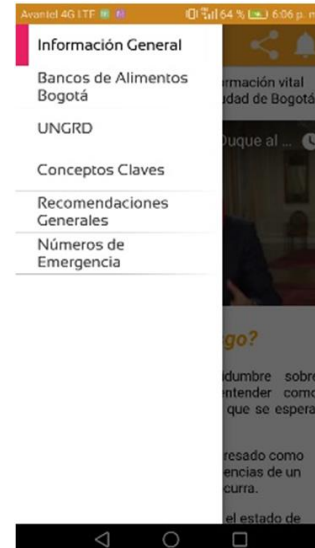 Avantel 4G LTE 64 % 6:06 p. m
Información General
Bancos de Alimentos
Bogotá
UNGRD
Conceptos Claves
Recomendaciones
Generales
Números de
Emergencia
rmación vital
udad de Bogotá
Duque al ...
go?
idumbre sobre
entender como
que se espera
resado como
encias de un
curra.
el estado de